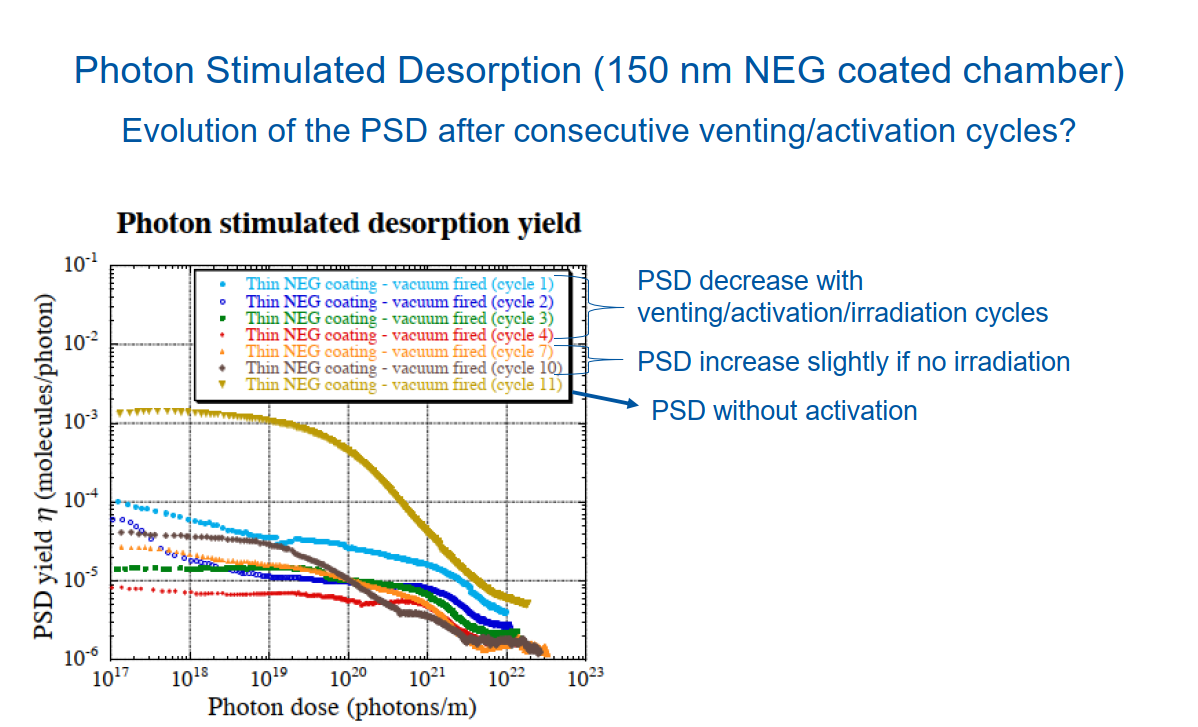 Photon Stimulated Desorption (150 nm NEG coated chamber)
Evolution of the PSD after consecutive venting/activation cycles?
Photon stimulated desorption yield
Thin NEG coating - vacuum fired (cycle 1)
Thin NEG coating - vacuum fired (cycle 2)
Thin NEG coating - vacuum fired (cycle 3)
Thin NEG coating - vacuum fired (cycle 4)
Thin NEG coating - vacuum fired (cycle 7)
Thin NEG coating - vacuum fired (cycle 10)
Thin NEG coating - vacuum fired (cycle 11)
PSD decrease with
venting/activation/irradiation cycles
PSD increase slightly if no irradiation
PSD without activation
PSD yield η (molecules/photon)
10⁻¹
10⁻²
10⁻³
10⁻⁴
10⁻⁵
10⁻⁶
10¹⁷ 10¹⁸ 10¹⁹ 10²⁰ 10²¹ 10²² 10²³
Photon dose (photons/m)